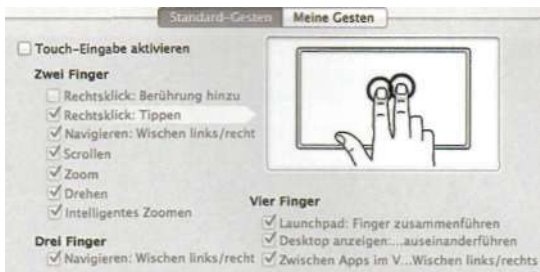 Standard-Gesten
Meine Gesten
Touch-Eingabe aktivieren
Zwei Finger
Rechtsklick: Berührung hinzu
Rechtsklick: Tippen
Navigieren: Wischen links/recht
Scrollen
Zoom
Drehen
Intelligentes Zoomen
Drei Finger
Navigieren: Wischen links/recht
Vier Finger
Launchpad: Finger zusammenführen
Desktop anzeigen:...auseinanderführen
Zwischen Apps im V...Wischen links/rechts